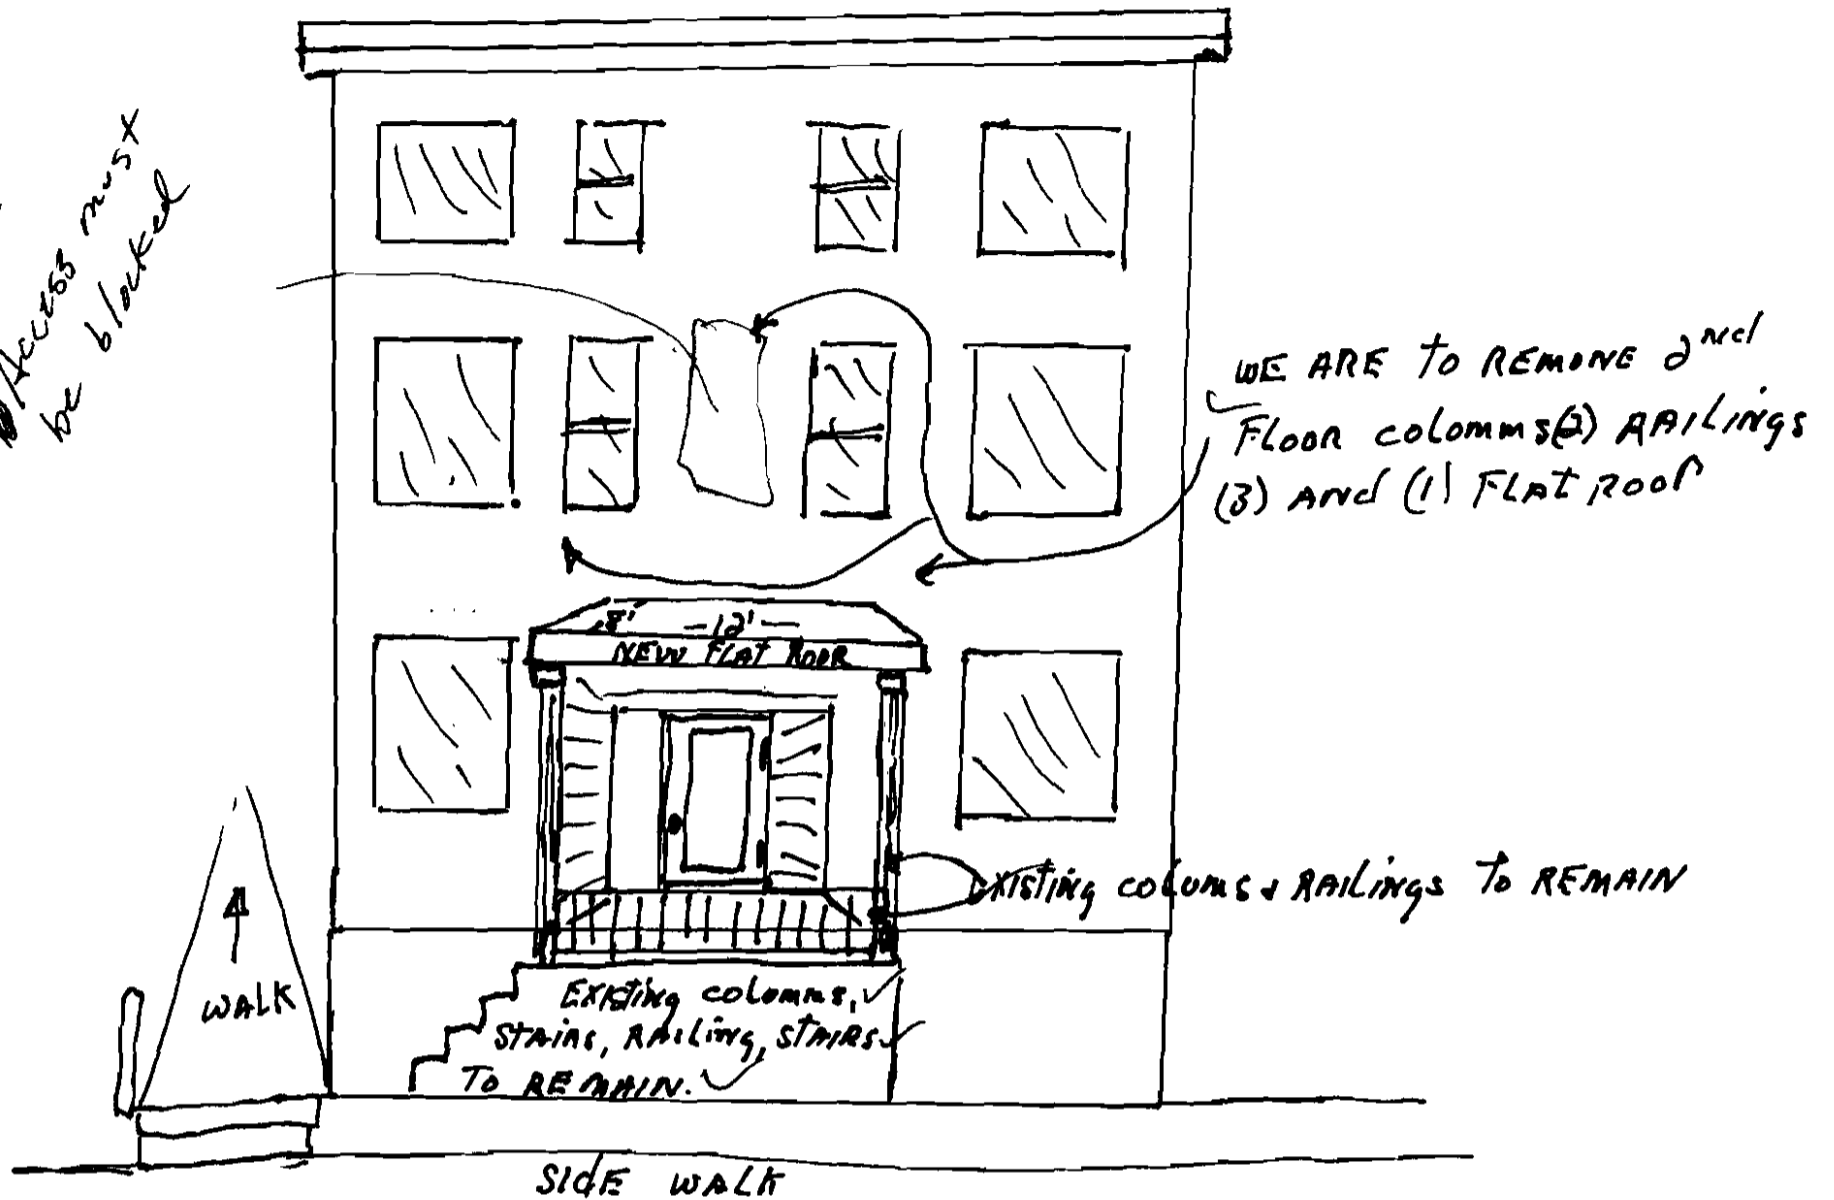 Access must
be blocked
WE ARE To REMONE 2nd
FLOOR colomms(2) RAILings
(3) ANd (1) FLAt ROOF
8' -12'-
NEW FLAT ROOF
EXISting colums & RAILings To REMAIN
WALK
EXISting colomms,
STAIRS, RAILing, STAIRS
To REMAIN.
SIdE WALK